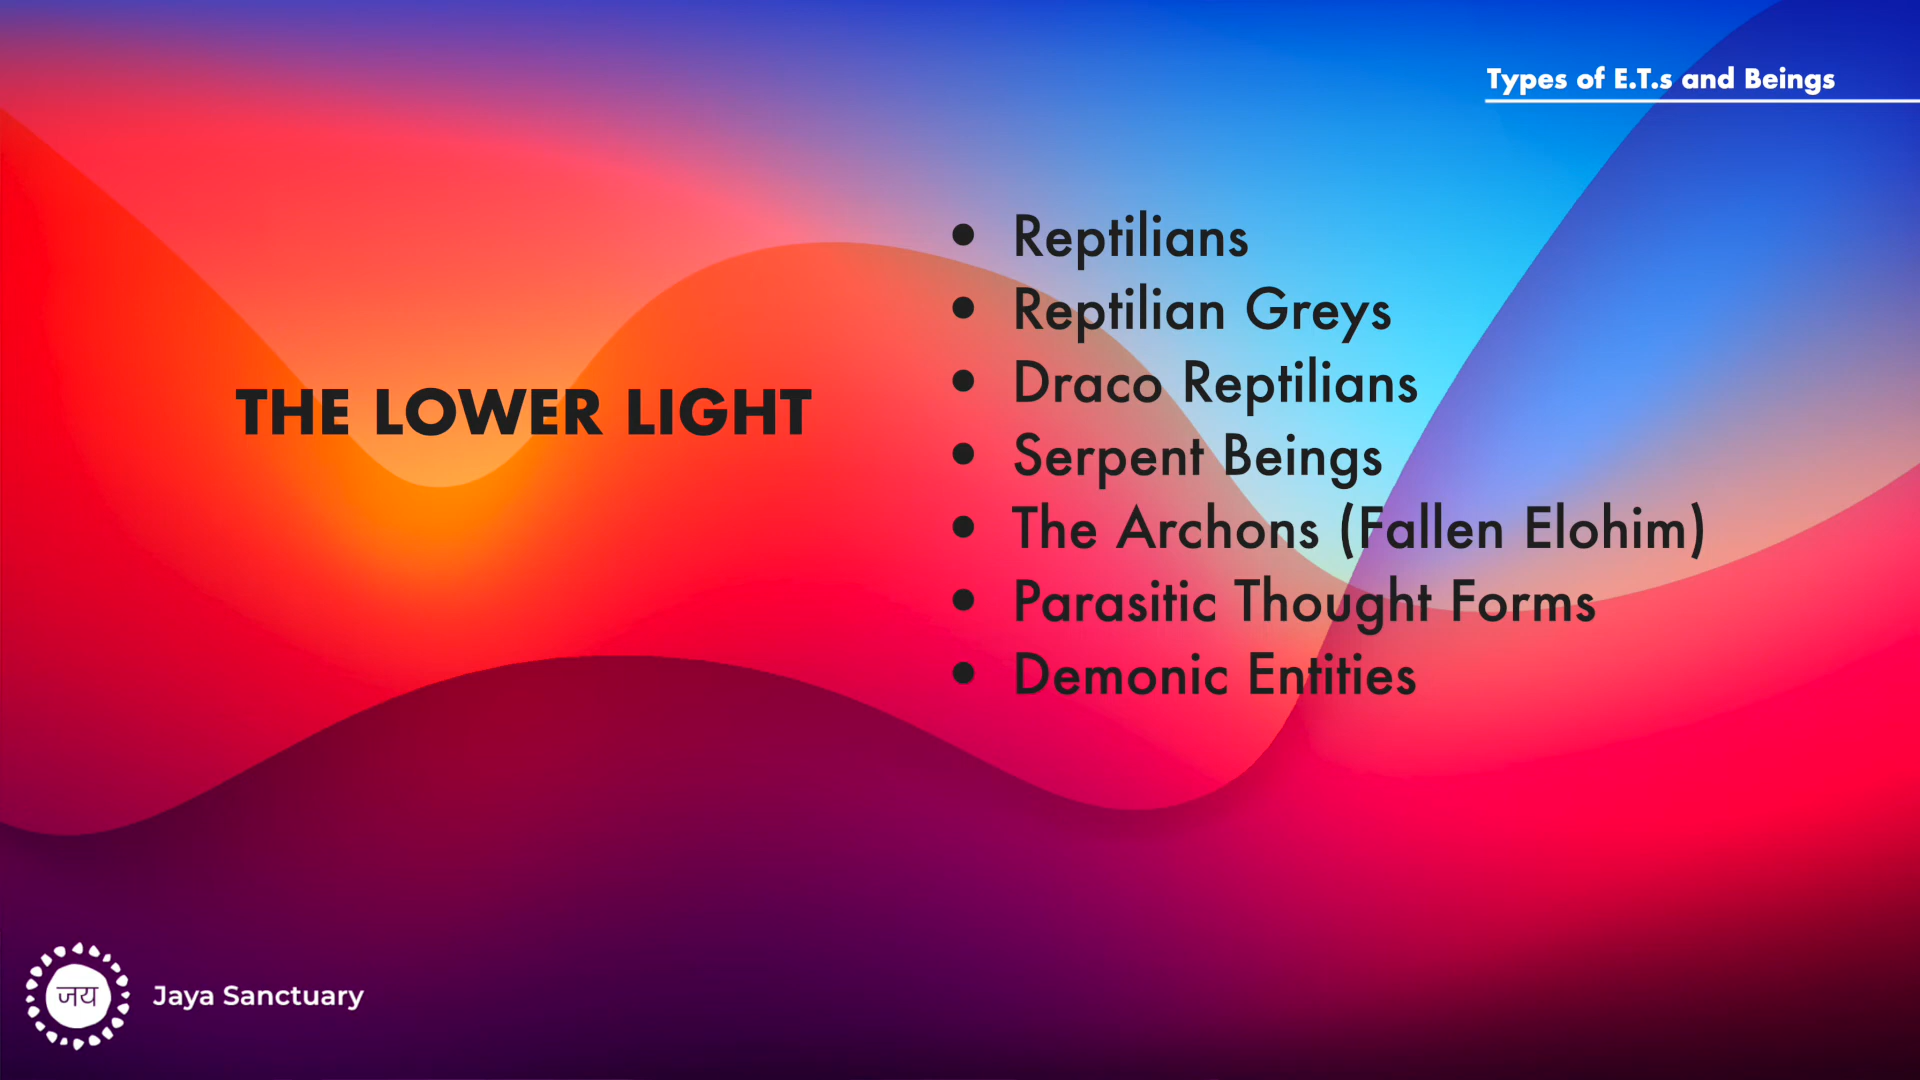 Types of E.T.s and Beings
THE LOWER LIGHT
• Reptilians
• Reptilian Greys
• Draco Reptilians
• Serpent Beings
• The Archons (Fallen Elohim)
• Parasitic Thought Forms
• Demonic Entities
जय
Jaya Sanctuary